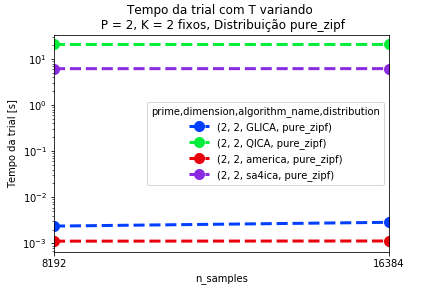 Tempo da trial com T variando
P = 2, K = 2 fixos, Distribuição pure_zipf
Tempo da trial [s]
10¹
10⁰
10⁻¹
10⁻²
10⁻³
prime,dimension,algorithm_name,distribution
(2, 2, GLICA, pure_zipf)
(2, 2, QICA, pure_zipf)
(2, 2, america, pure_zipf)
(2, 2, sa4ica, pure_zipf)
8192
16384
n_samples